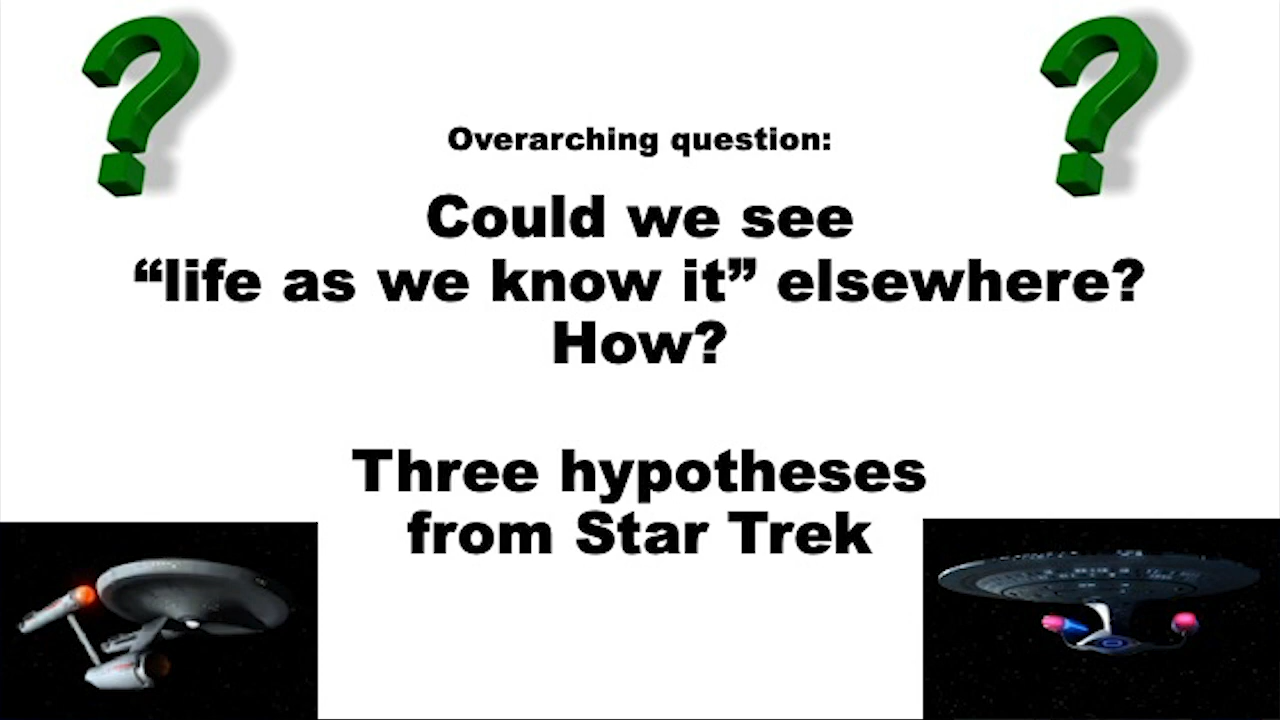 Overarching question:
Could we see
“life as we know it” elsewhere?
How?
Three hypotheses
from Star Trek